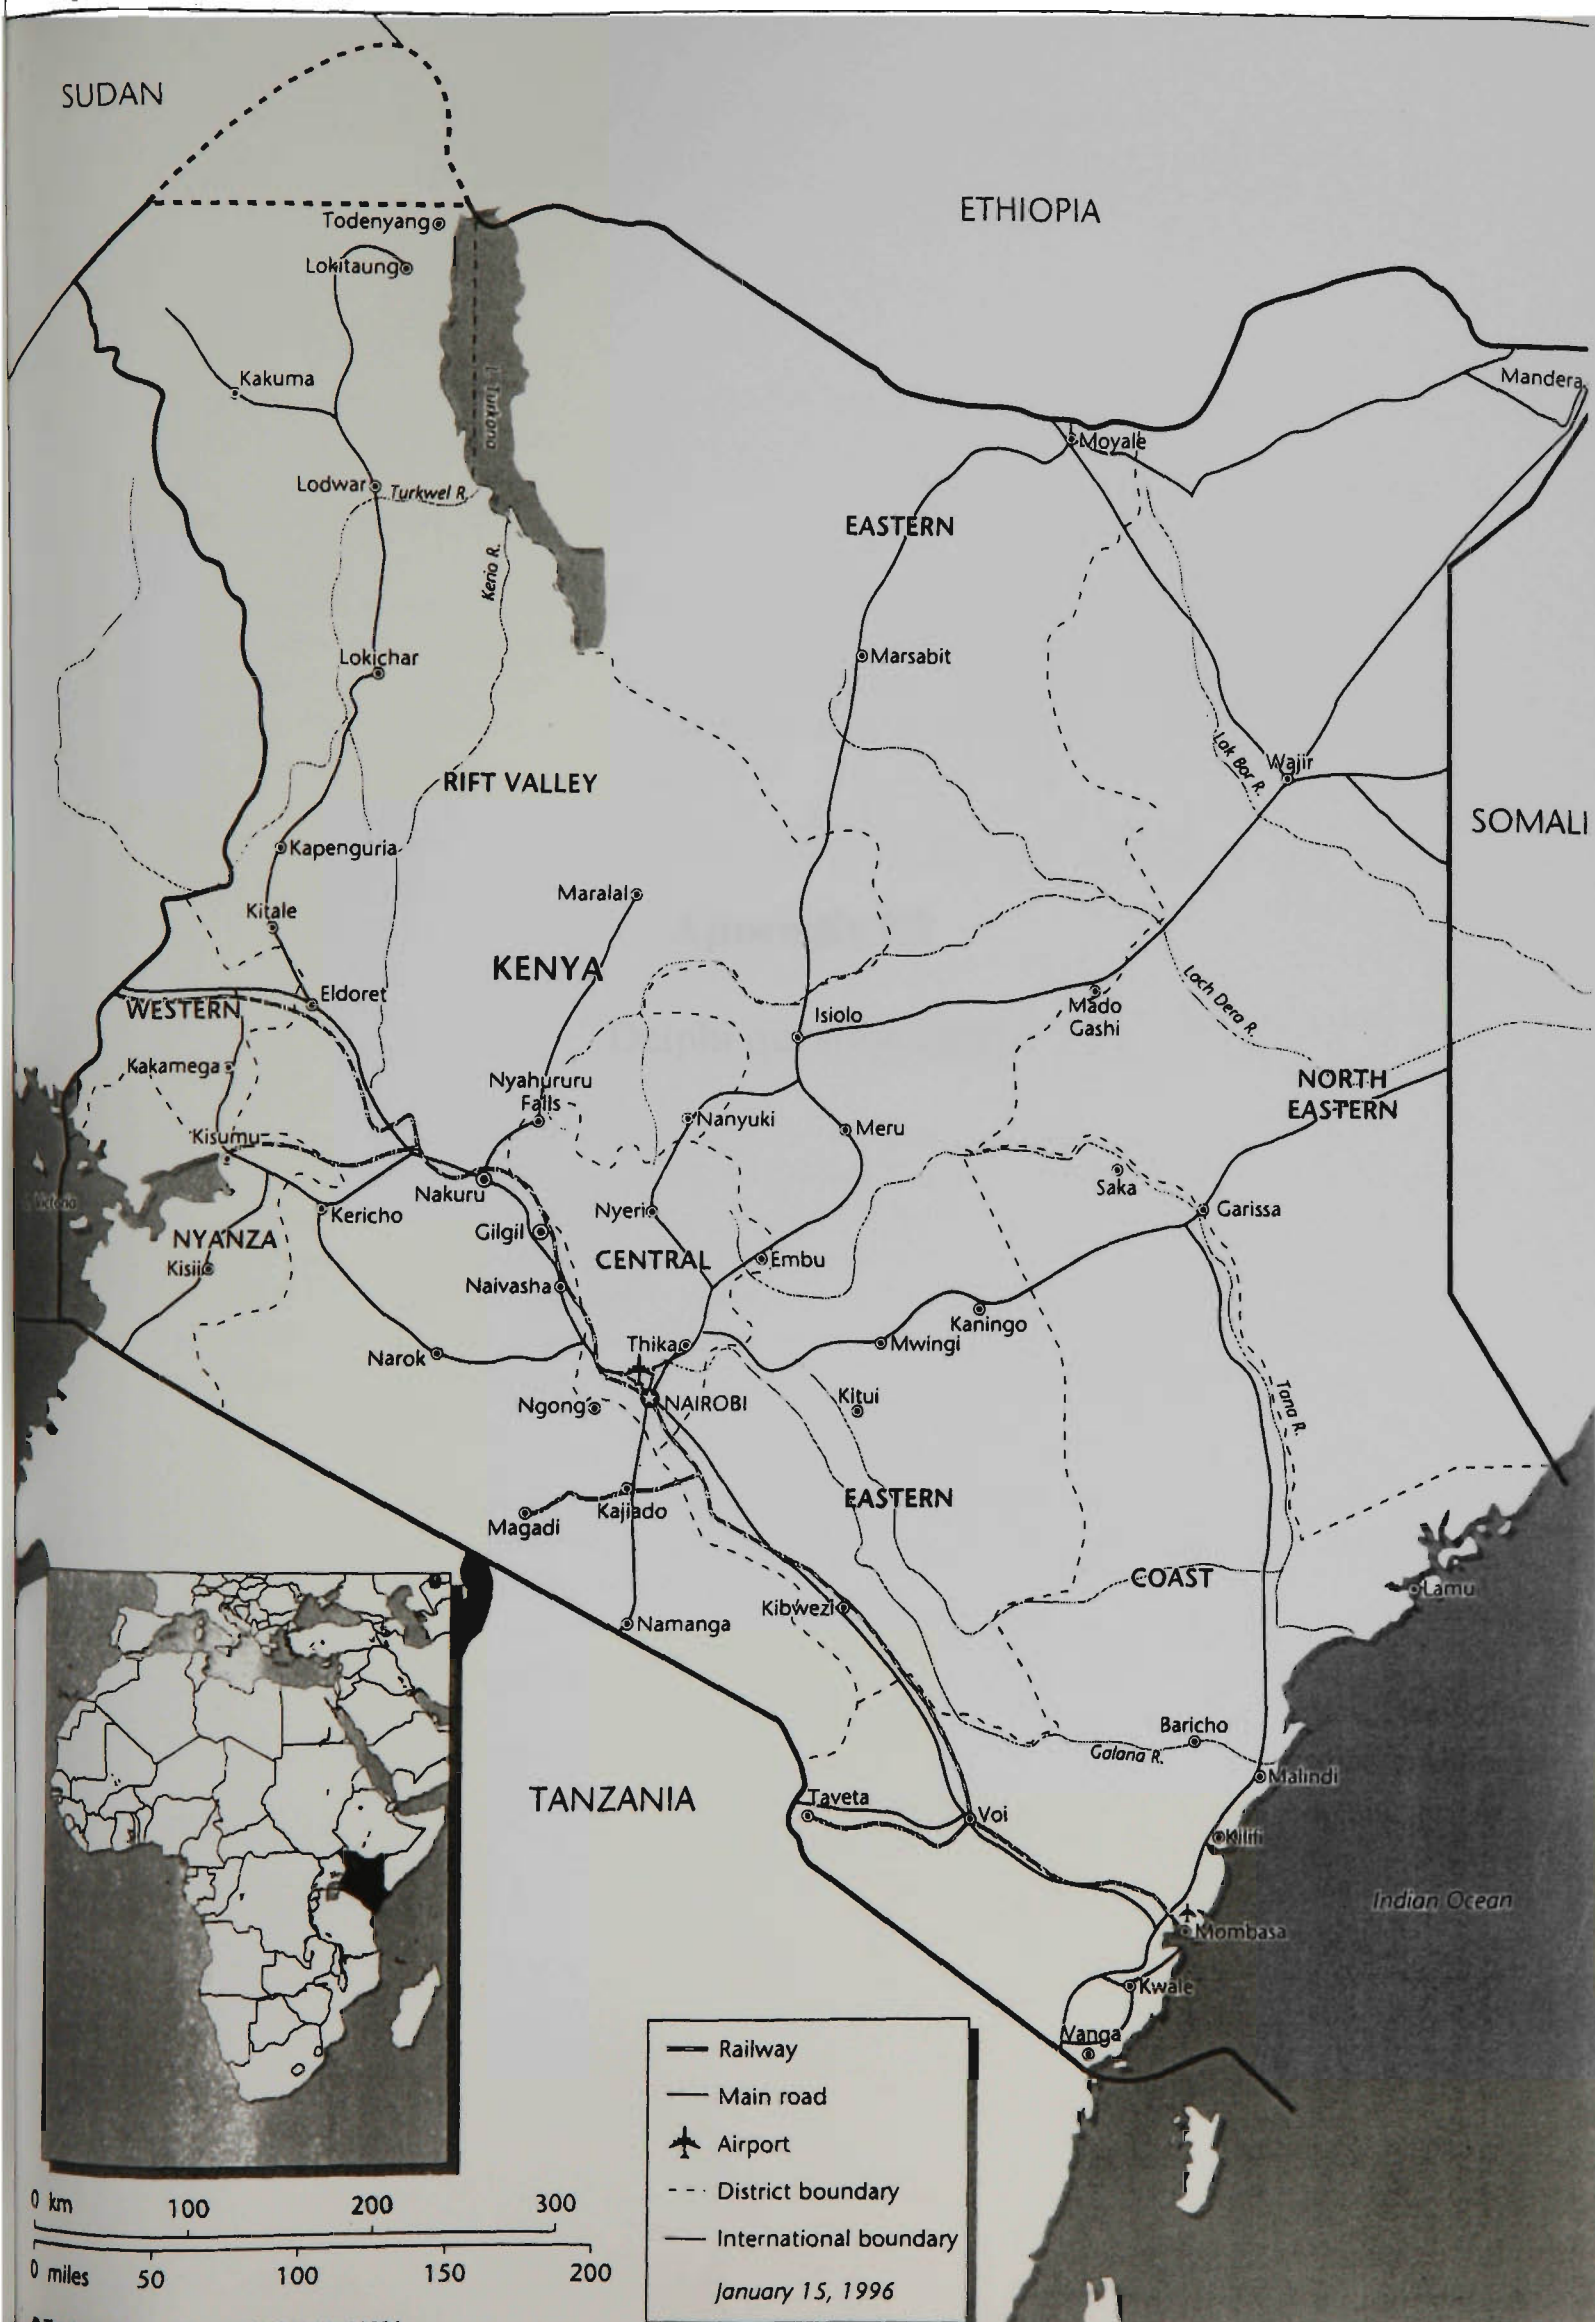 SUDAN
ETHIOPIA
Todenyang
Lokitaung
Kakuma
L. Turkana
Mandera
Moyale
Lodwar
Turkwel R.
EASTERN
Kerio R.
Marsabit
Lokichar
Lak Bor R.
Wajir
RIFT VALLEY
SOMALI
Kapenguria
Maralal
Kitale
KENYA
Loch Dera R.
Eldoret
WESTERN
Isiolo
Mado
Gashi
Kakamega
NORTH
EASTERN
Nyahururu
Falls
Nanyuki
Meru
Kisumu
Nakuru
Saka
Victoria
Kericho
Nyeri
Garissa
NYANZA
Gilgil
Kisii
CENTRAL
Embu
Naivasha
Kaningo
Narok
Thika
Mwingi
Ngong
NAIROBI
Kitui
Tana R.
EASTERN
Magadi
Kajiado
COAST
Lamu
Kibwezi
Namanga
Baricho
Galana R.
Malindi
TANZANIA
Taveta
Voi
Kilifi
Indian Ocean
Mombasa
Kwale
Vanga
Railway
Main road
Airport
District boundary
International boundary
January 15, 1996
0 km 100 200 300
0 miles 50 100 150 200